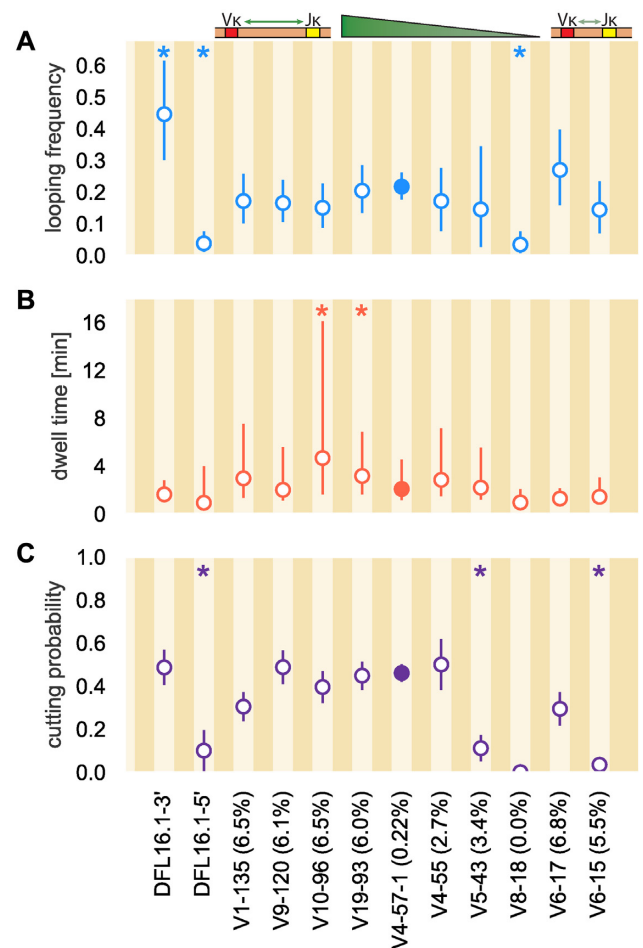 Vκ Jκ Vκ Jκ
A
* * *
0.6
0.5
0.4
0.3
0.2
0.1
0.0
looping frequency
B
* *
16
12
8
4
0
dwell time [min]
C
1.0
* * *
0.8
0.6
0.4
0.2
0.0
cutting probability
DFL16.1-3'
DFL16.1-5'
V1-135 (6.5%)
V9-120 (6.1%)
V10-96 (6.5%)
V19-93 (6.0%)
V4-57-1 (0.22%)
V4-55 (2.7%)
V5-43 (3.4%)
V8-18 (0.0%)
V6-17 (6.8%)
V6-15 (5.5%)